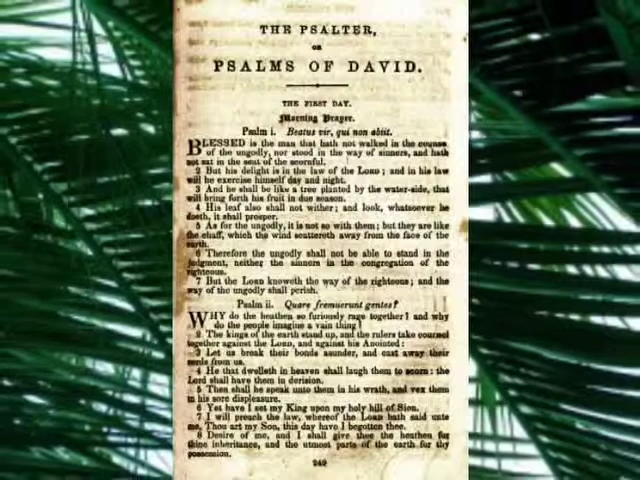 THE PSALTER,
OR
PSALMS OF DAVID.
THE FIRST DAY.
Morning Prayer.
Psalm i. Beatus vir, qui non abiit.
BLESSED is the man that hath not walked in the counsel
of the ungodly, nor stood in the way of sinners, and hath
not sat in the seat of the scornful.
2 But his delight is in the law of the LORD; and in his law
will he exercise himself day and night.
3 And he shall be like a tree planted by the water-side, that
will bring forth his fruit in due season.
4 His leaf also shall not wither; and look, whatsoever he
doeth, it shall prosper.
5 As for the ungodly, it is not so with them; but they are like
the chaff, which the wind scattereth away from the face of the
earth.
6 Therefore the ungodly shall not be able to stand in the
judgment, neither the sinners in the congregation of the
righteous.
7 But the LORD knoweth the way of the righteous; and the
way of the ungodly shall perish.
Psalm ii. Quare fremuerunt gentes?
WHY do the heathen so furiously rage together? and why
do the people imagine a vain thing?
2 The kings of the earth stand up, and the rulers take counsel
together against the LORD, and against his Anointed:
3 Let us break their bonds asunder, and cast away their
cords from us.
4 He that dwelleth in heaven shall laugh them to scorn: the
Lord shall have them in derision.
5 Then shall he speak unto them in his wrath, and vex them
in his sore displeasure.
6 Yet have I set my King upon my holy hill of Sion.
7 I will preach the law, whereof the LORD hath said unto
me, Thou art my Son, this day have I begotten thee.
8 Desire of me, and I shall give thee the heathen for
thine inheritance, and the utmost parts of the earth for thy
possession.
249